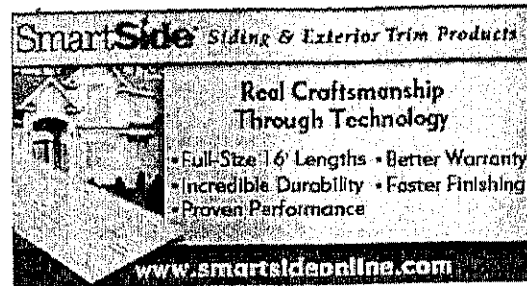 SmartSide Siding & Exterior Trim Products
Real Craftsmanship
Through Technology
• Full-Size 16' Lengths • Better Warranty
• Incredible Durability • Faster Finishing
• Proven Performance
www.smartsideonline.com